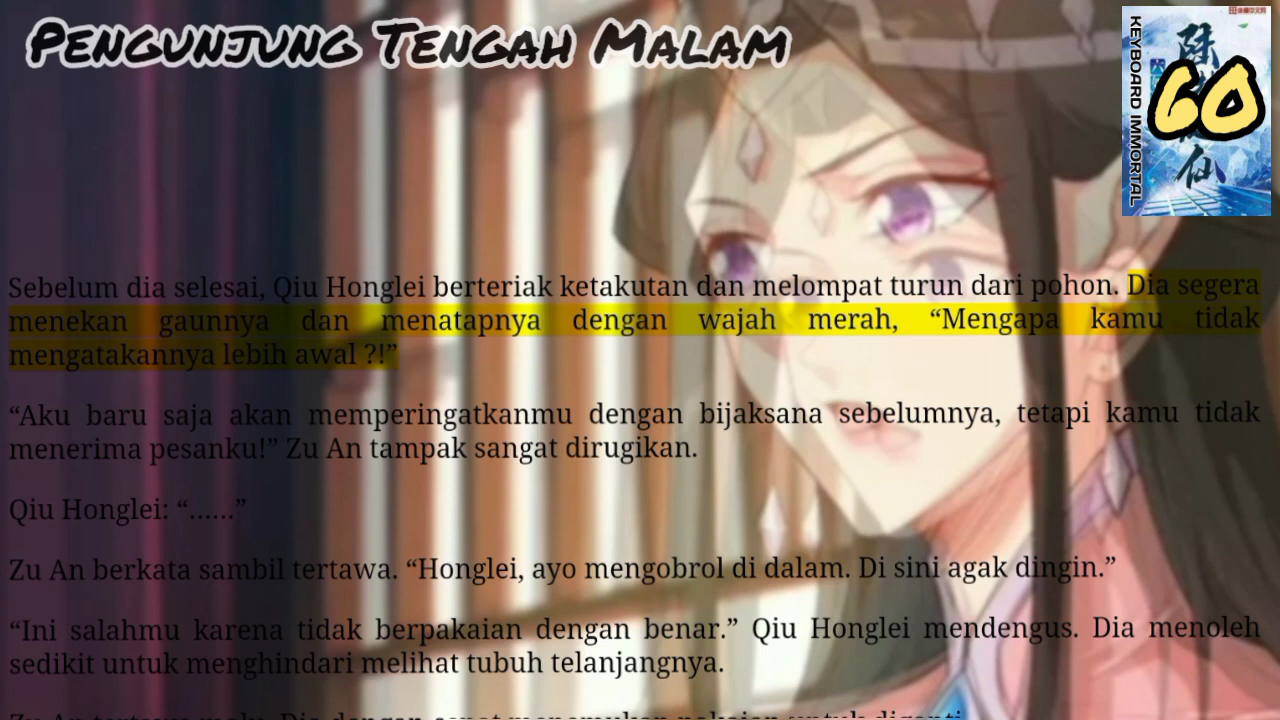 Pengunjung Tengah Malam
KEYBOARD IMMORTAL
60
仙
Sebelum dia selesai, Qiu Honglei berteriak ketakutan dan melompat turun dari pohon. Dia segera
menekan gaunnya dan menatapnya dengan wajah merah, “Mengapa kamu tidak
mengatakannya lebih awal ?!”
“Aku baru saja akan memperingatkanmu dengan bijaksana sebelumnya, tetapi kamu tidak
menerima pesanku!” Zu An tampak sangat dirugikan.
Qiu Honglei: “……”
Zu An berkata sambil tertawa. “Honglei, ayo mengobrol di dalam. Di sini agak dingin.”
“Ini salahmu karena tidak berpakaian dengan benar.” Qiu Honglei mendengus. Dia menoleh
sedikit untuk menghindari melihat tubuh telanjangnya.